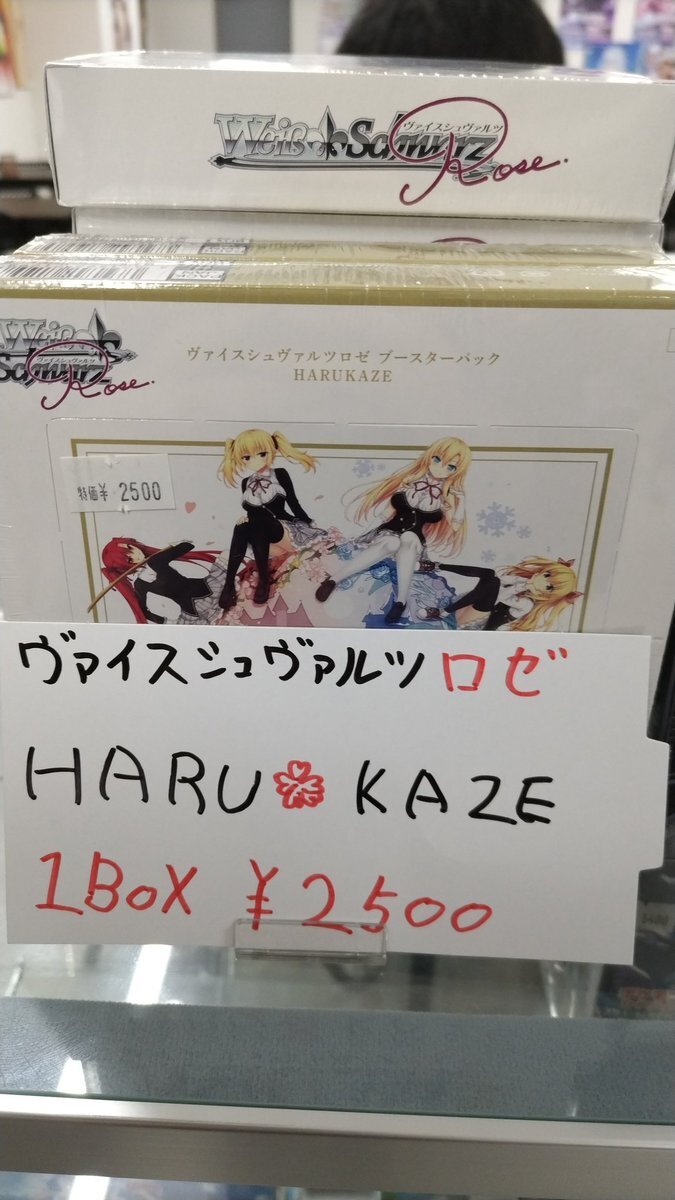 Weiß Schwarz
ヴァイスシュヴァルツ
Rose.
Weiß Schwarz
ヴァイスシュヴァルツ
Rose.
ヴァイスシュヴァルツロゼ ブースターパック
HARUKAZE
価格 ¥ 2500
ヴァイスシュヴァルツロゼ
HARU KAZE
1BOX ¥2500